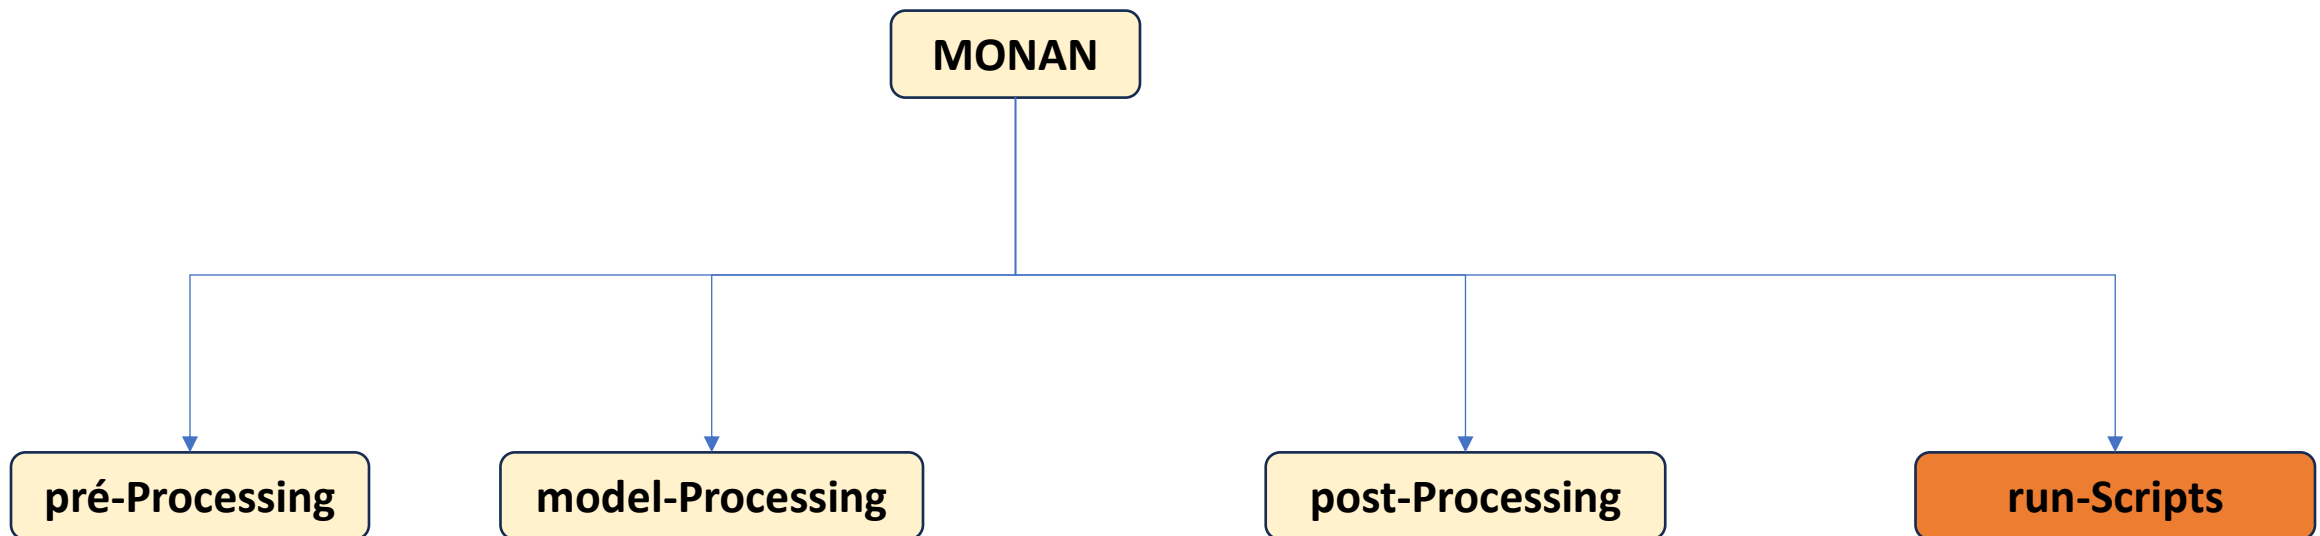 MONAN
pré-Processing
model-Processing
post-Processing
run-Scripts